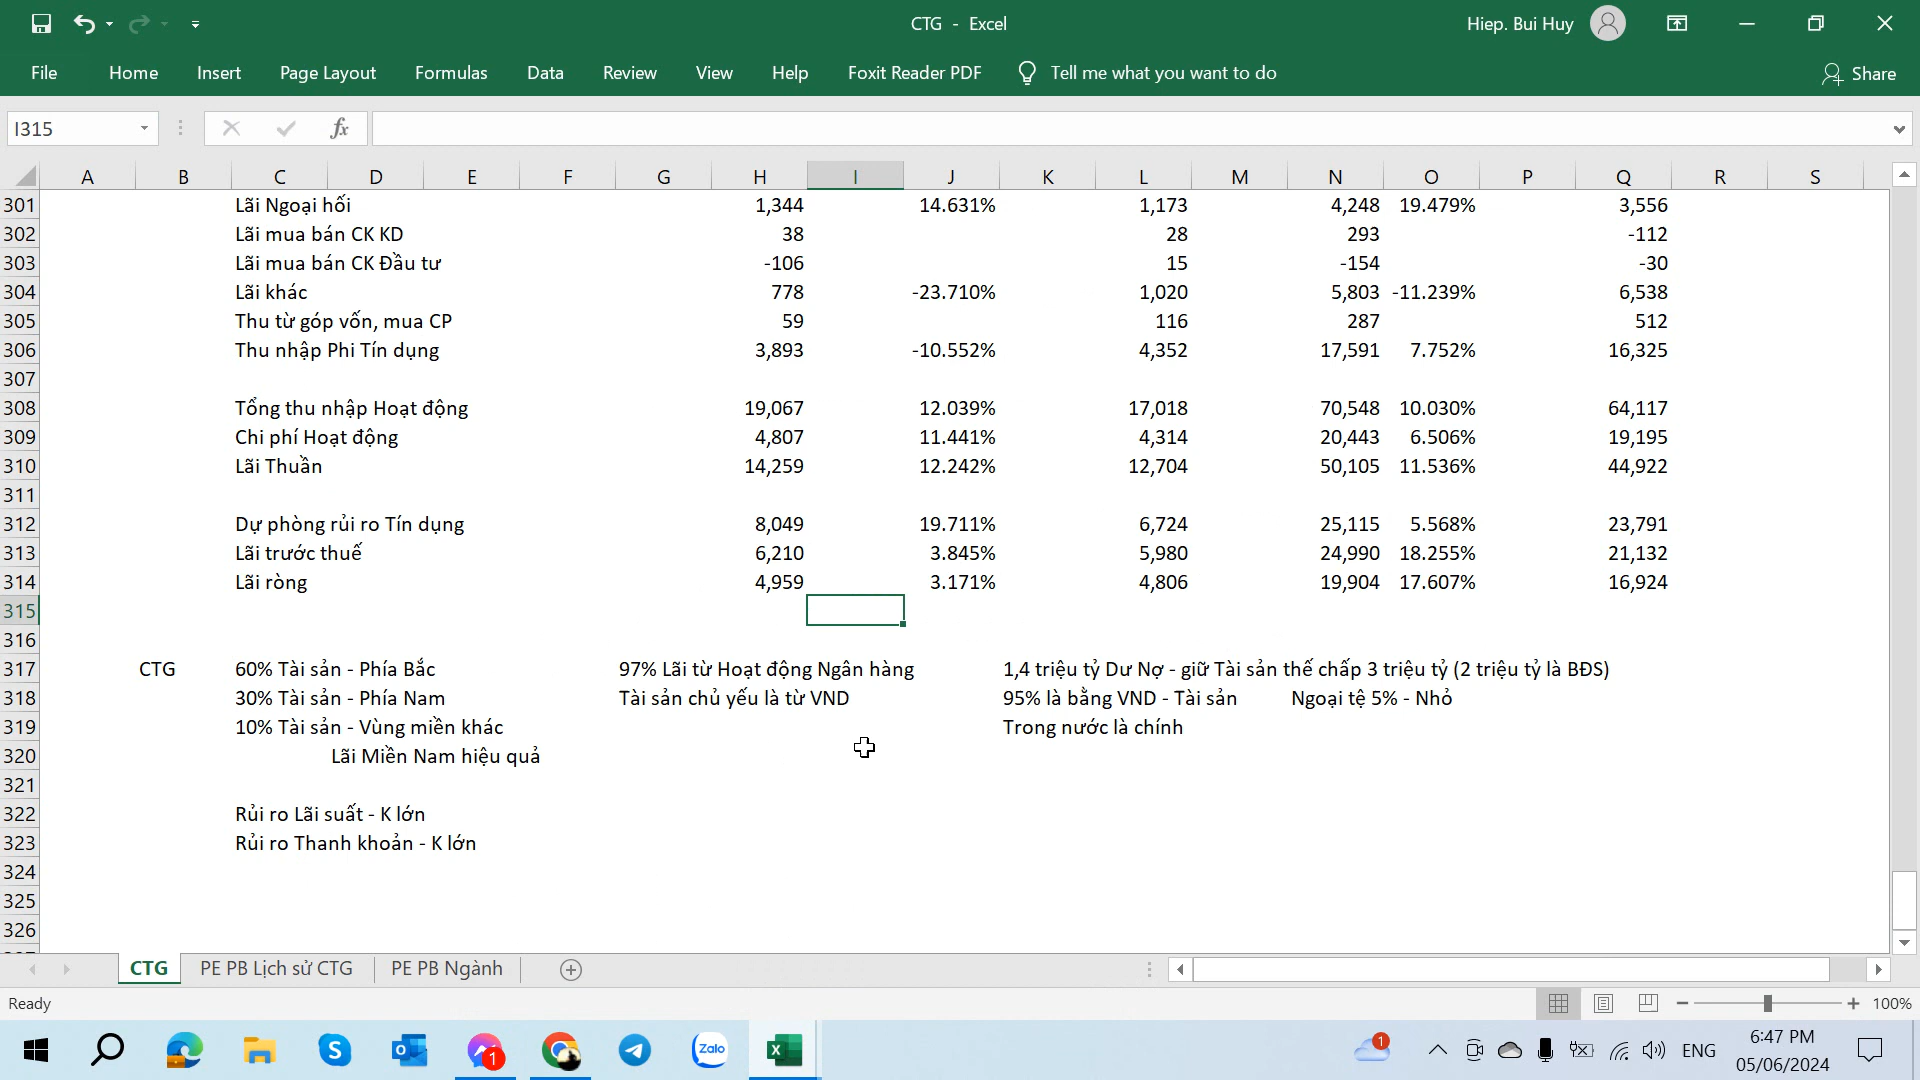 CTG - Excel
Hiep. Bui Huy
File Home Insert Page Layout Formulas Data Review View Help Foxit Reader PDF Tell me what you want to do Share
I315 fx
A B C D E F G H I J K L M N O P Q R S
301 Lãi Ngoại hối 1,344 14.631% 1,173 4,248 19.479% 3,556
302 Lãi mua bán CK KD 38 28 293 -112
303 Lãi mua bán CK Đầu tư -106 15 -154 -30
304 Lãi khác 778 -23.710% 1,020 5,803 -11.239% 6,538
305 Thu từ góp vốn, mua CP 59 116 287 512
306 Thu nhập Phi Tín dụng 3,893 -10.552% 4,352 17,591 7.752% 16,325
307
308 Tổng thu nhập Hoạt động 19,067 12.039% 17,018 70,548 10.030% 64,117
309 Chi phí Hoạt động 4,807 11.441% 4,314 20,443 6.506% 19,195
310 Lãi Thuần 14,259 12.242% 12,704 50,105 11.536% 44,922
311
312 Dự phòng rủi ro Tín dụng 8,049 19.711% 6,724 25,115 5.568% 23,791
313 Lãi trước thuế 6,210 3.845% 5,980 24,990 18.255% 21,132
314 Lãi ròng 4,959 3.171% 4,806 19,904 17.607% 16,924
315
316
317 CTG 60% Tài sản - Phía Bắc 97% Lãi từ Hoạt động Ngân hàng 1,4 triệu tỷ Dư Nợ - giữ Tài sản thế chấp 3 triệu tỷ (2 triệu tỷ là BĐS)
318 30% Tài sản - Phía Nam Tài sản chủ yếu là từ VND 95% là bằng VND - Tài sản Ngoại tệ 5% - Nhỏ
319 10% Tài sản - Vùng miền khác Trong nước là chính
320 Lãi Miền Nam hiệu quả
321
322 Rủi ro Lãi suất - K lớn
323 Rủi ro Thanh khoản - K lớn
324
325
326
CTG PE PB Lịch sử CTG PE PB Ngành
Ready 100%
1 Zalo 1 ENG 6:47 PM
05/06/2024